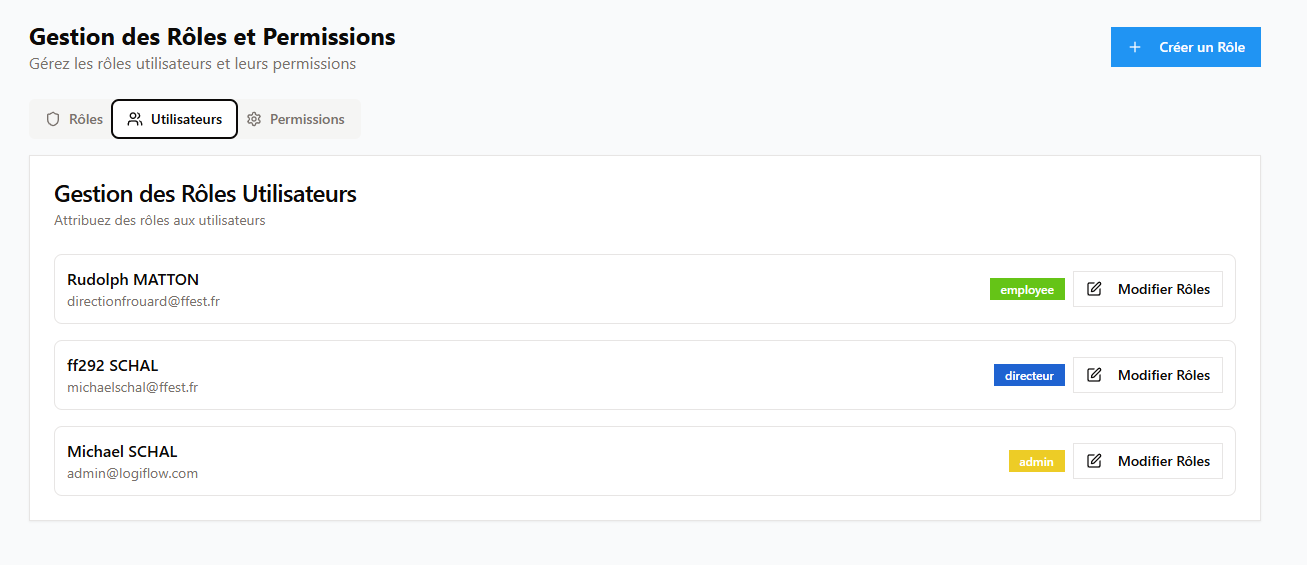 Gestion des Rôles et Permissions
Gérez les rôles utilisateurs et leurs permissions
Créer un Rôle
Rôles
Utilisateurs
Permissions
Gestion des Rôles Utilisateurs
Attribuez des rôles aux utilisateurs
Rudolph MATTON
directionfrouard@ffest.fr
employee
Modifier Rôles
ff292 SCHAL
michaelschal@ffest.fr
directeur
Modifier Rôles
Michael SCHAL
admin@logiflow.com
admin
Modifier Rôles